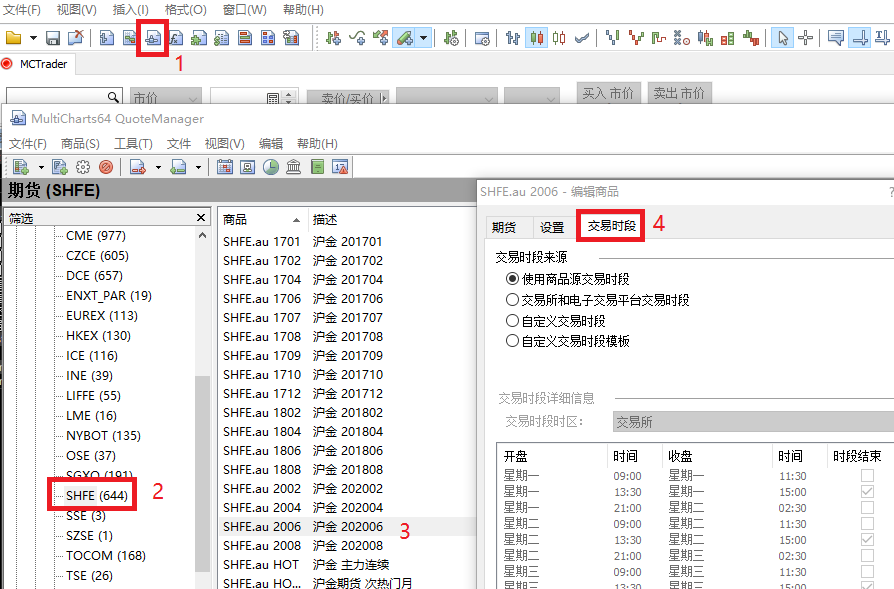 文件(F) 视图(V) 插入(I) 格式(O) 窗口(W) 帮助(H)
1
MCTrader
市价 卖价/买价 买入 市价 卖出 市价
MultiCharts64 QuoteManager
文件(F) 商品(S) 工具(T) 文件 视图(V) 编辑 帮助(H)
期货 (SHFE)
筛选
CME (977)
CZCE (605)
DCE (657)
ENXT_PAR (19)
EUREX (113)
HKEX (130)
ICE (116)
INE (39)
LIFFE (55)
LME (16)
NYBOT (135)
OSE (37)
SGXQ (191)
SHFE (644)
2
SSE (3)
SZSE (1)
TOCOM (168)
TSE (26)
商品 描述
SHFE.au 1701 沪金 201701
SHFE.au 1702 沪金 201702
SHFE.au 1704 沪金 201704
SHFE.au 1706 沪金 201706
SHFE.au 1707 沪金 201707
SHFE.au 1708 沪金 201708
SHFE.au 1709 沪金 201709
SHFE.au 1710 沪金 201710
SHFE.au 1712 沪金 201712
SHFE.au 1802 沪金 201802
SHFE.au 1804 沪金 201804
SHFE.au 1806 沪金 201806
SHFE.au 1808 沪金 201808
SHFE.au 2002 沪金 202002
SHFE.au 2004 沪金 202004
SHFE.au 2006 沪金 202006
3
SHFE.au 2008 沪金 202008
SHFE.au HOT 沪金 主力连续
SHFE.au HO... 沪金期货 次热门月
SHFE.au 2006 - 编辑商品 ?
期货 设置 交易时段 4
交易时段来源
使用商品源交易时段
交易所和电子交易平台交易时段
自定义交易时段
自定义交易时段模板
交易时段详细信息
交易时段时区: 交易所
开盘 时间 收盘 时间 时段结束
星期一 09:00 星期一 11:30
星期一 13:30 星期一 15:00
星期一 21:00 星期二 02:30
星期二 09:00 星期二 11:30
星期二 13:30 星期二 15:00
星期二 21:00 星期三 02:30
星期三 09:00 星期三 11:30
星期三 13:30 星期三 15:00